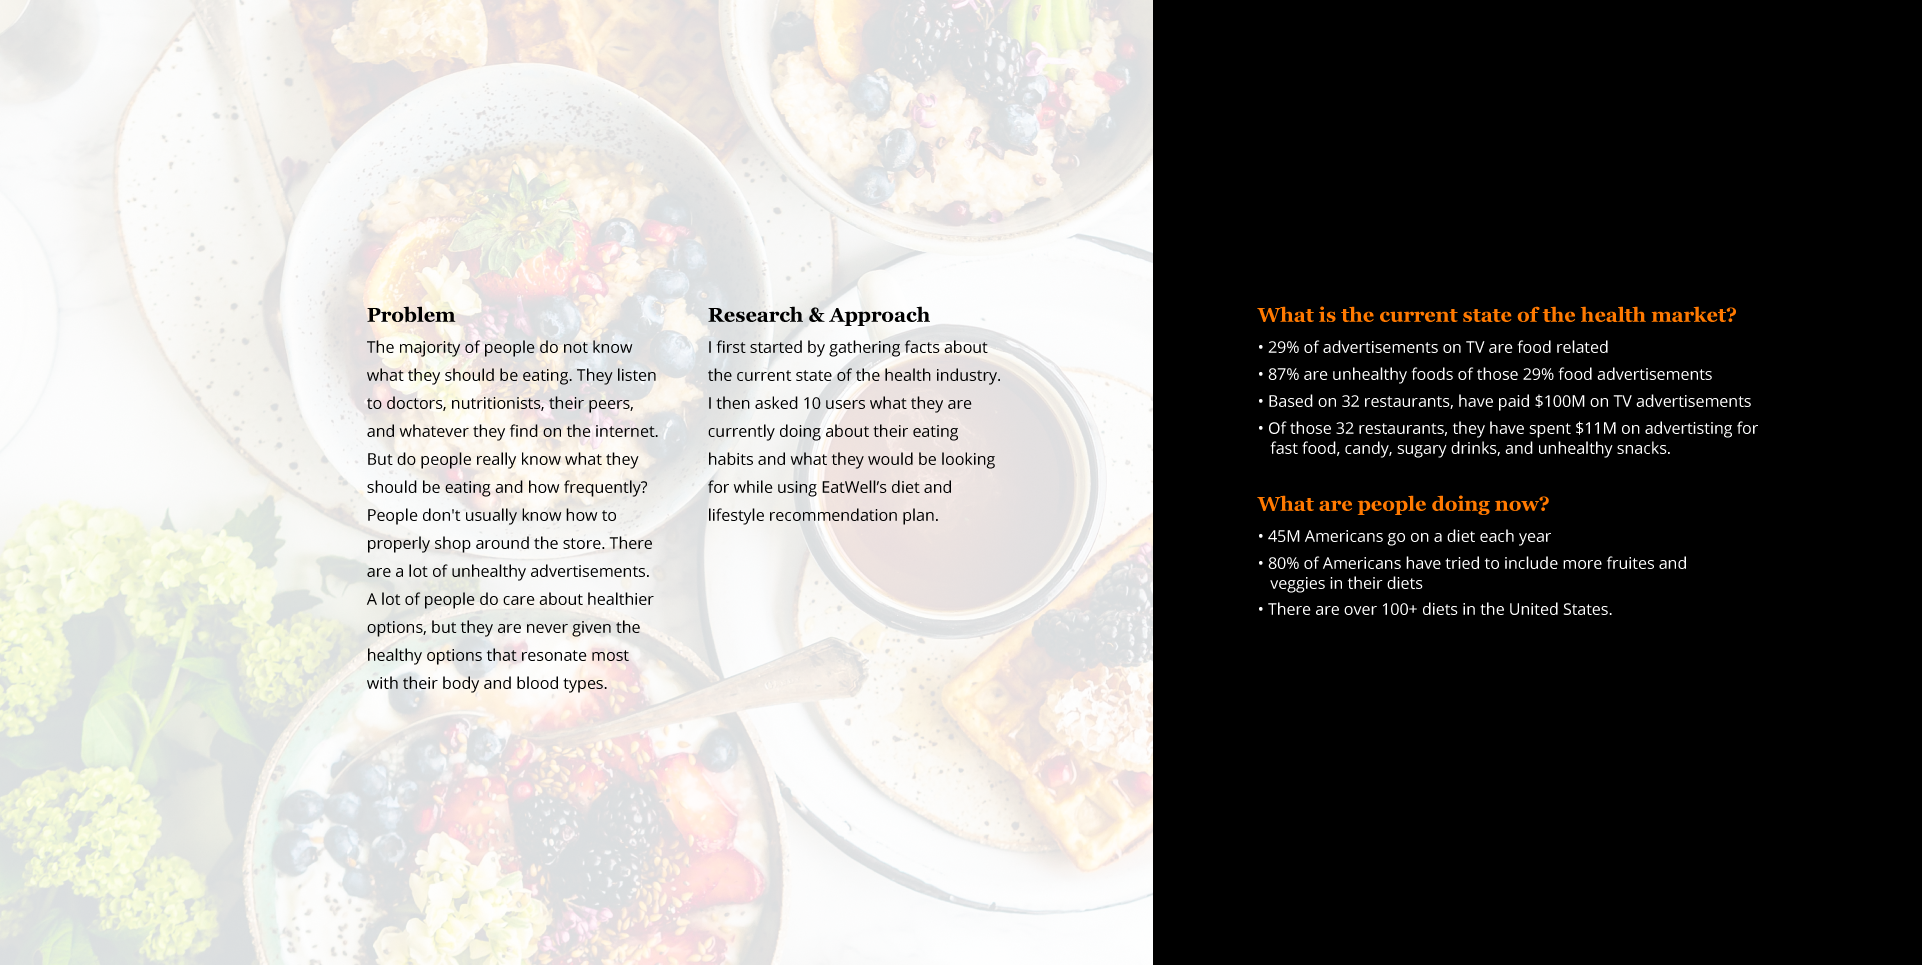 Problem
The majority of people do not know
what they should be eating. They listen
to doctors, nutritionists, their peers,
and whatever they find on the internet.
But do people really know what they
should be eating and how frequently?
People don't usually know how to
properly shop around the store. There
are a lot of unhealthy advertisements.
A lot of people do care about healthier
options, but they are never given the
healthy options that resonate most
with their body and blood types.
Research & Approach
I first started by gathering facts about
the current state of the health industry.
I then asked 10 users what they are
currently doing about their eating
habits and what they would be looking
for while using EatWell’s diet and
lifestyle recommendation plan.
What is the current state of the health market?
• 29% of advertisements on TV are food related
• 87% are unhealthy foods of those 29% food advertisements
• Based on 32 restaurants, have paid $100M on TV advertisements
• Of those 32 restaurants, they have spent $11M on advertisting for
fast food, candy, sugary drinks, and unhealthy snacks.
What are people doing now?
• 45M Americans go on a diet each year
• 80% of Americans have tried to include more fruites and
veggies in their diets
• There are over 100+ diets in the United States.